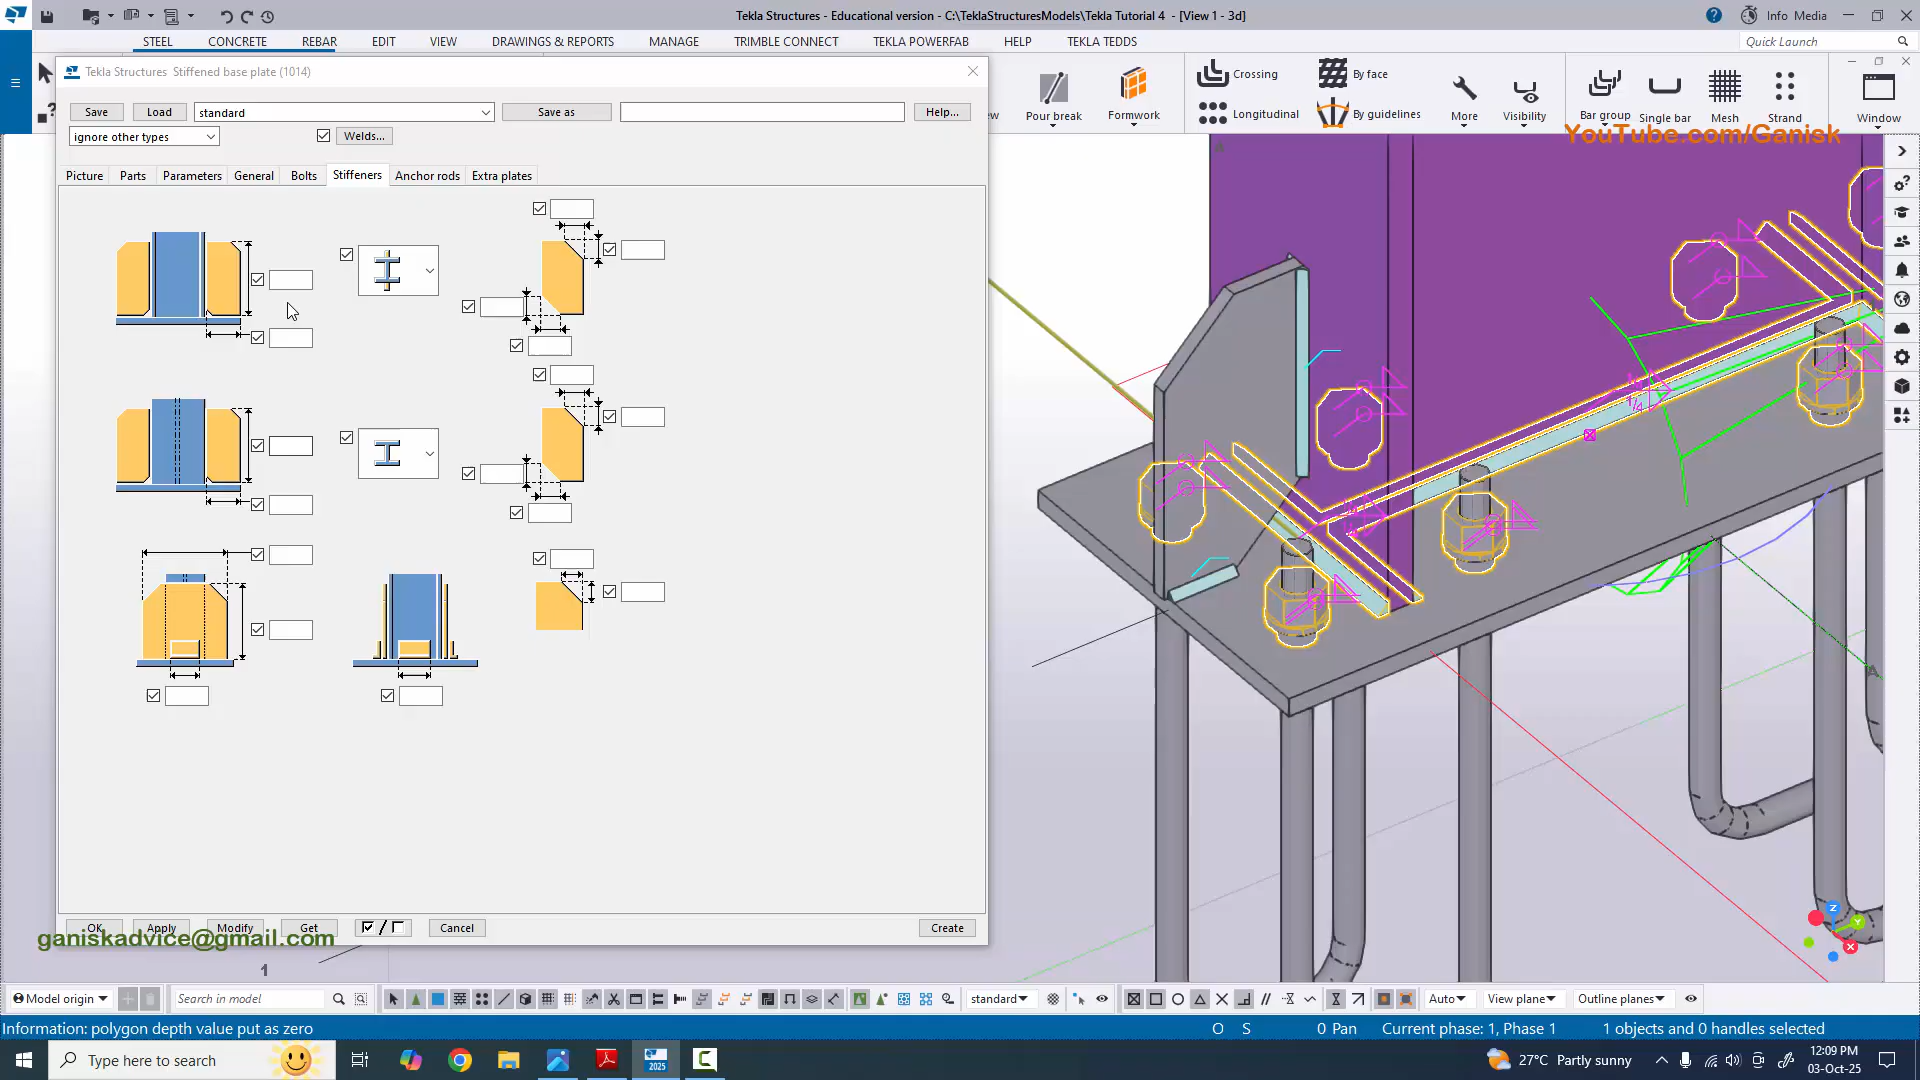 Tekla Structures - Educational version - C:\TeklaStructuresModels\Tekla Tutorial 4 - [View 1 - 3d]
Info Media
STEEL CONCRETE REBAR EDIT VIEW DRAWINGS & REPORTS MANAGE TRIMBLE CONNECT TEKLA POWERFAB HELP TEKLA TEDDS
Quick Launch
Tekla Structures Stiffened base plate (1014)
Save Load standard Save as Help...
ignore other types Welds...
Picture Parts Parameters General Bolts Stiffeners Anchor rods Extra plates
Pour break Formwork
Crossing By face
Longitudinal By guidelines
More Visibility Bar group Single bar Mesh Strand Window
YouTube.com/Ganisk
OK Apply Modify Get / Cancel Create
ganiskadvice@gmail.com
1
Model origin Search in model standard Auto View plane Outline planes
Information: polygon depth value put as zero
O S 0 Pan Current phase: 1, Phase 1 1 objects and 0 handles selected
Type here to search
2025
27°C Partly sunny
12:09 PM
03-Oct-25